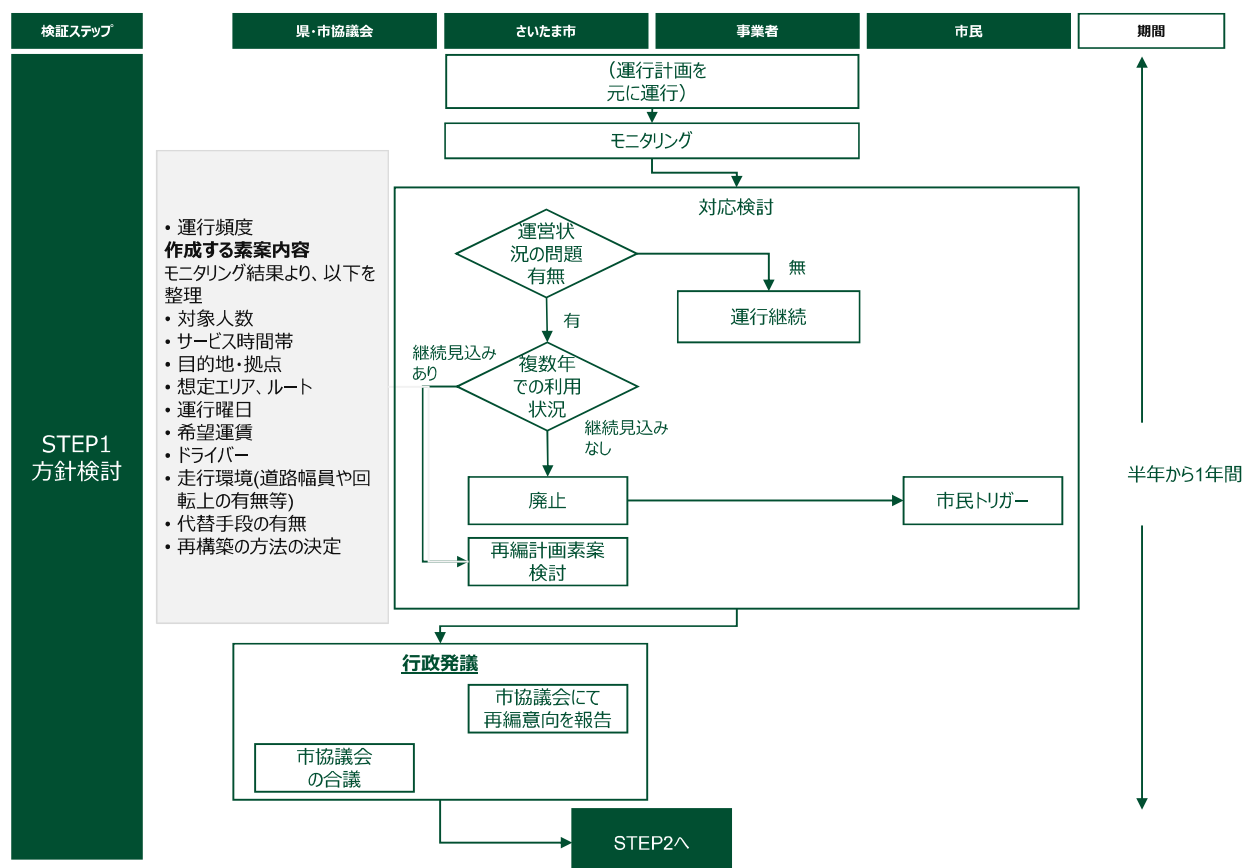 検証ステップ
県・市協議会
さいたま市
事業者
市民
期間
（運行計画を
元に運行）
モニタリング
対応検討
運営状
況の問題
有無
無
運行継続
有
複数年
での利用
状況
継続見込み
あり
継続見込み
なし
廃止
市民トリガー
再編計画素案
検討
• 運行頻度
作成する素案内容
モニタリング結果より、以下を
整理
• 対象人数
• サービス時間帯
• 目的地・拠点
• 想定エリア、ルート
• 運行曜日
• 希望運賃
• ドライバー
• 走行環境(道路幅員や回
転上の有無等)
• 代替手段の有無
• 再構築の方法の決定
STEP1
方針検討
半年から1年間
行政発議
市協議会にて
再編意向を報告
市協議会
の合議
STEP2へ